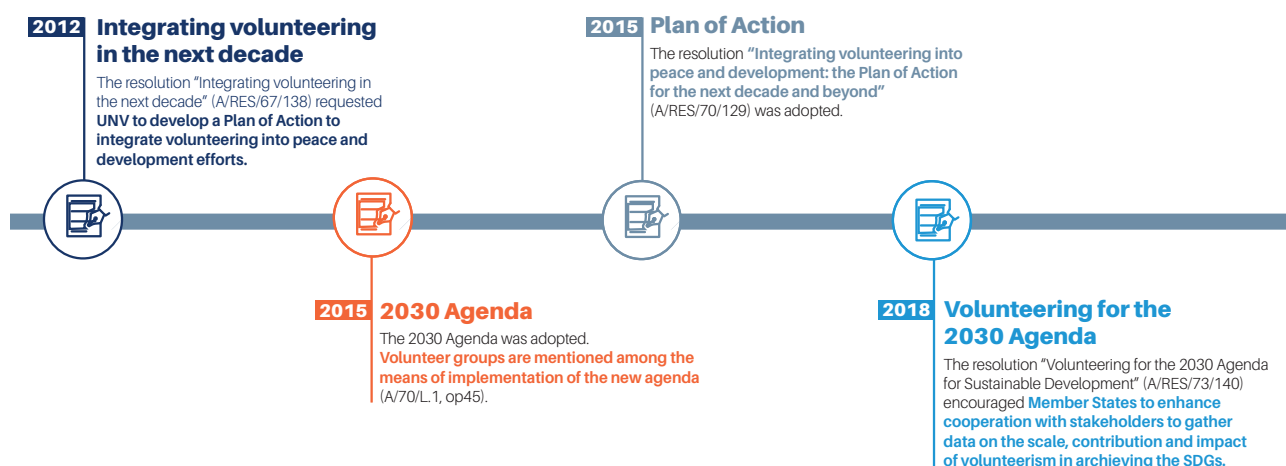 2012
Integrating volunteering
in the next decade
The resolution “Integrating volunteering in
the next decade” (A/RES/67/138) requested
UNV to develop a Plan of Action to
integrate volunteering into peace and
development efforts.
2015
2030 Agenda
The 2030 Agenda was adopted.
Volunteer groups are mentioned among the
means of implementation of the new agenda
(A/70/L.1, op45).
2015
Plan of Action
The resolution “Integrating volunteering into
peace and development: the Plan of Action
for the next decade and beyond”
(A/RES/70/129) was adopted.
2018
Volunteering for the
2030 Agenda
The resolution “Volunteering for the 2030 Agenda
for Sustainable Development” (A/RES/73/140)
encouraged Member States to enhance
cooperation with stakeholders to gather
data on the scale, contribution and impact
of volunteerism in archieving the SDGs.